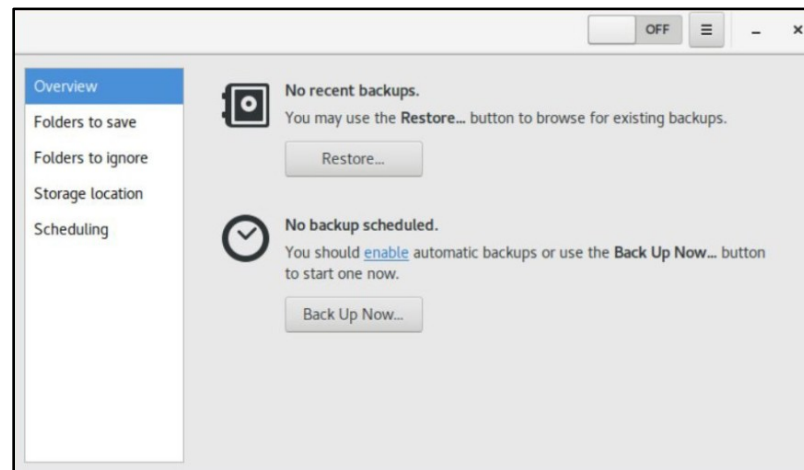 OFF
Overview
Folders to save
Folders to ignore
Storage location
Scheduling
No recent backups.
You may use the Restore... button to browse for existing backups.
Restore...
No backup scheduled.
You should enable automatic backups or use the Back Up Now... button
to start one now.
Back Up Now...